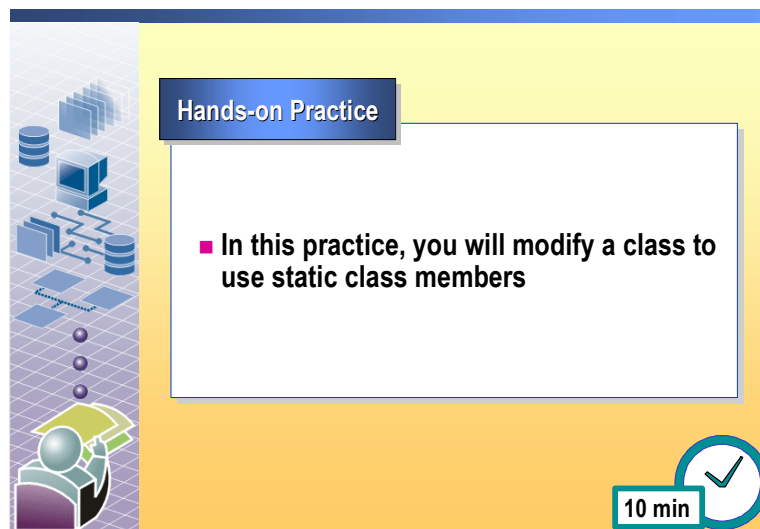 Hands-on Practice
■ In this practice, you will modify a class to
use static class members
10 min